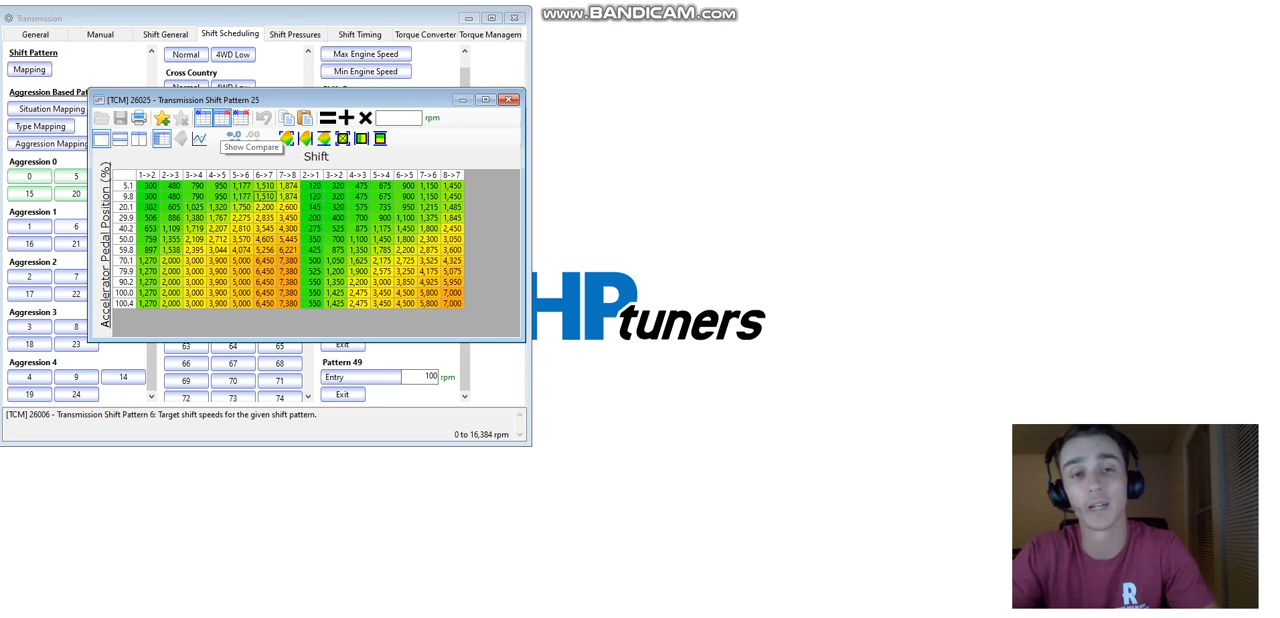 Transmission
www.BANDICAM.com
General Manual Shift General Shift Scheduling Shift Pressures Shift Timing Torque Converter Torque Managem
Shift Pattern
Mapping
Normal 4WD Low
Cross Country
Max Engine Speed
Min Engine Speed
Aggression Based Pat
Situation Mapping
Type Mapping
Aggression Mapping
Aggression 0
0 5
15 20
Aggression 1
1 6
16 21
Aggression 2
2 7
17 22
Aggression 3
3 8
18 23
Aggression 4
4 9 14
19 24
[TCM] 26025 - Transmission Shift Pattern 25
rpm
Show Compare
Shift
Accelerator Pedal Position (%)
1->2 2->3 3->4 4->5 5->6 6->7 7->8 2->1 3->2 4->3 5->4 6->5 7->6 8->7
5.1 300 480 790 950 1,177 1,510 1,874 120 320 475 675 900 1,150 1,450
9.8 300 480 790 950 1,177 1,510 1,874 120 320 475 675 900 1,150 1,450
20.1 302 605 1,025 1,320 1,750 2,200 2,600 145 320 575 735 950 1,215 1,485
29.9 506 886 1,380 1,767 2,275 2,835 3,450 200 400 700 900 1,100 1,375 1,845
40.2 653 1,109 1,719 2,207 2,810 3,545 4,300 275 525 875 1,175 1,450 1,800 2,450
50.0 759 1,355 2,109 2,712 3,570 4,605 5,445 350 700 1,100 1,450 1,800 2,300 3,050
59.8 897 1,538 2,395 3,044 4,074 5,256 6,221 425 875 1,350 1,785 2,200 2,875 3,600
70.1 1,270 2,000 3,000 3,900 5,000 6,450 7,380 500 1,050 1,625 2,175 2,725 3,525 4,325
79.9 1,270 2,000 3,000 3,900 5,000 6,450 7,380 525 1,200 1,900 2,575 3,250 4,175 5,075
90.2 1,270 2,000 3,000 3,900 5,000 6,450 7,380 550 1,350 2,200 3,000 3,850 4,925 5,950
100.0 1,270 2,000 3,000 3,900 5,000 6,450 7,380 550 1,425 2,475 3,450 4,500 5,800 7,000
100.4 1,270 2,000 3,000 3,900 5,000 6,450 7,380 550 1,425 2,475 3,450 4,500 5,800 7,000
63 64 65
66 67 68
69 70 71
72 73 74
Exit
Pattern 49
Entry 100 rpm
Exit
[TCM] 26006 - Transmission Shift Pattern 6: Target shift speeds for the given shift pattern.
0 to 16,384 rpm
HP tuners
R